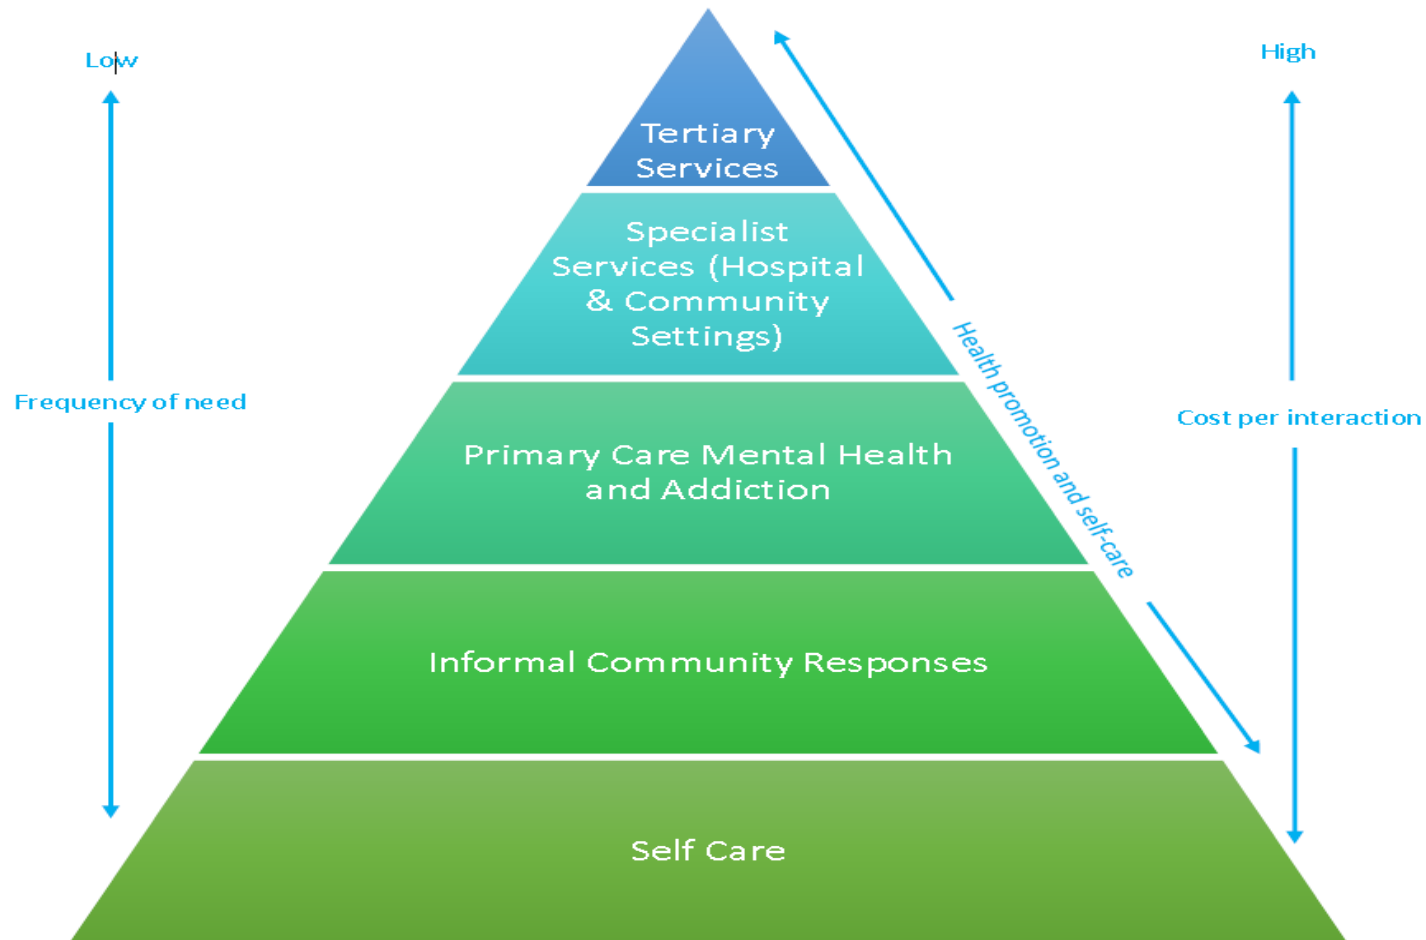 Low
High
Tertiary
Services
Specialist
Services (Hospital
& Community
Settings)
Health promotion and self-care
Frequency of need
Cost per interaction
Primary Care Mental Health
and Addiction
Informal Community Responses
Self Care